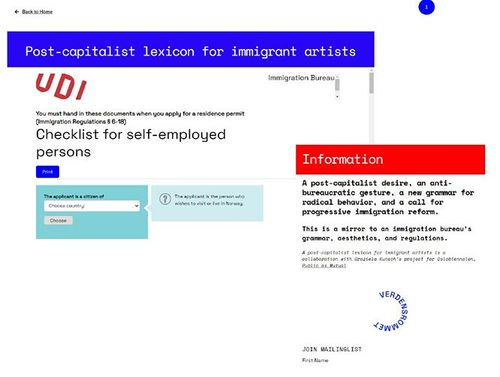 Back to Home
1
Post-capitalist lexicon for immigrant artists
UDI
Immigration Bureau
You must hand in these documents when you apply for a residence permit
(Immigration Regulations § 6-18)
Checklist for self-employed
persons
Print
The applicant is a citizen of
Choose country
Choose
The applicant is the person who
wishes to visit or live in Norway.
Information
A post-capitalist desire, an anti-
bureaucratic gesture, a new grammar for
radical behavior, and a call for
progressive immigration reform.
This is a mirror to an immigration bureau's
grammar, aesthetics, and regulations.
A post-capitalist lexicon for immigrant artists is a
collaboration with Graziela Kunsch's project for Oslobiennalen,
Public as Mutual
VERDENSROMMET
JOIN MAILINGLIST
First Name